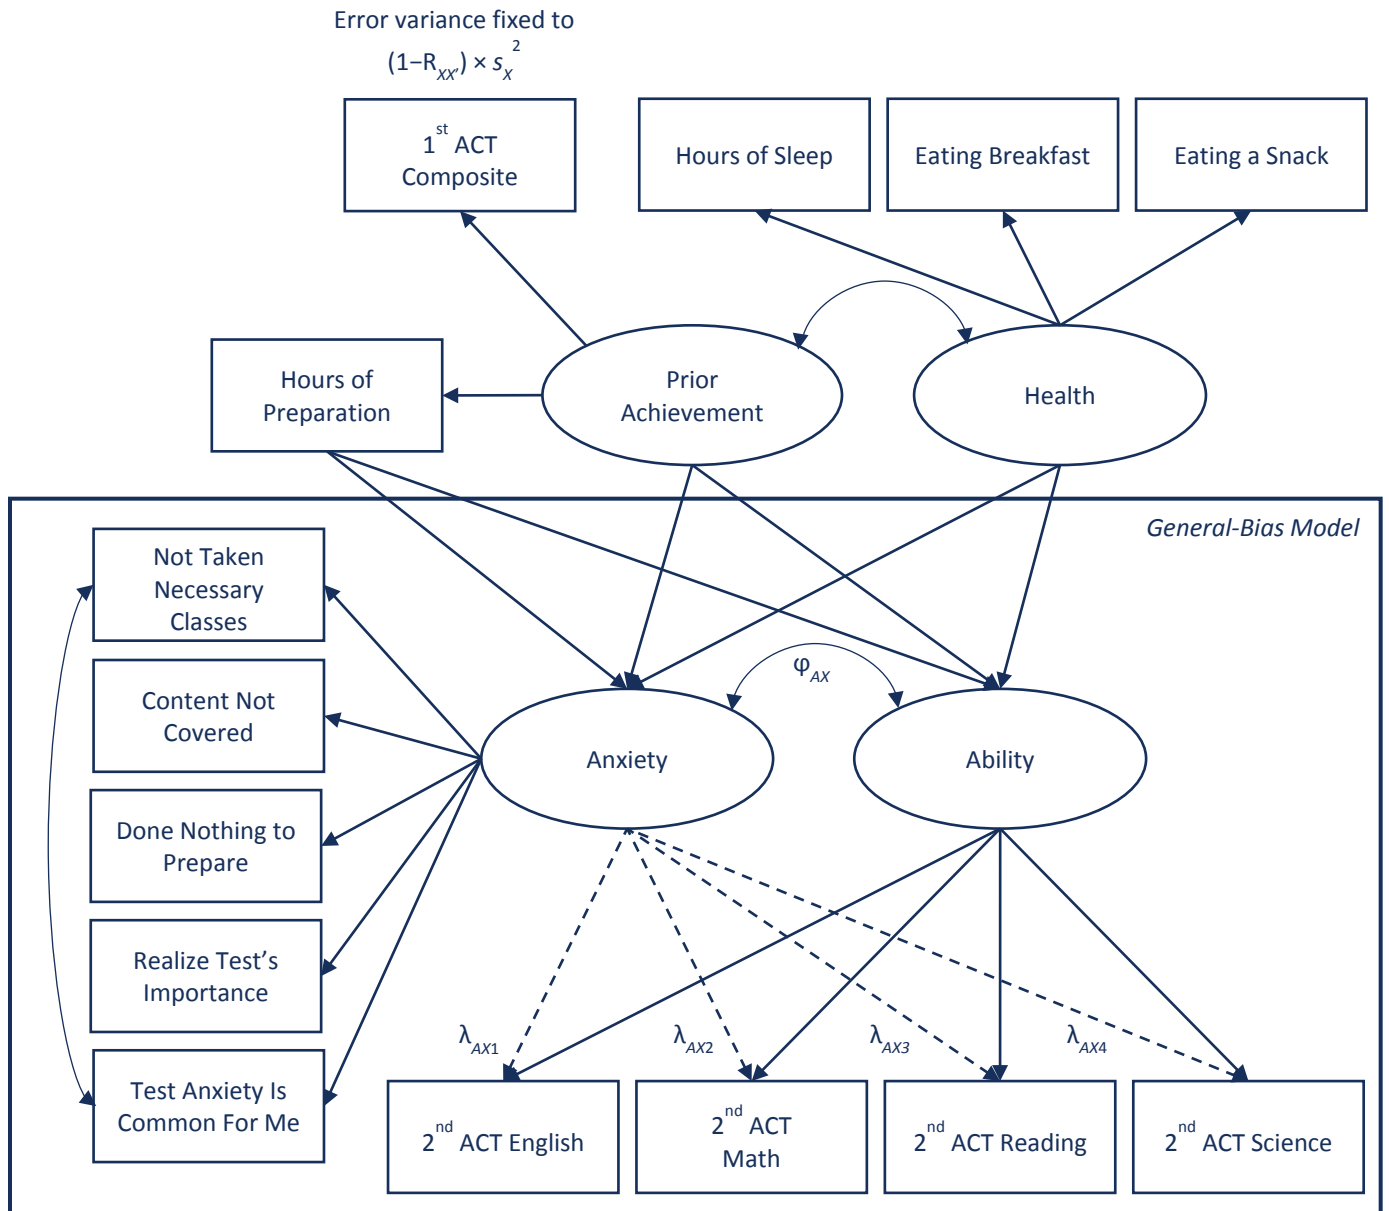 Error variance fixed to
(1−R_XX') × s_X^2
1st ACT
Composite
Hours of Sleep
Eating Breakfast
Eating a Snack
Hours of
Preparation
Prior
Achievement
Health
General-Bias Model
Not Taken
Necessary
Classes
Content Not
Covered
Done Nothing to
Prepare
Realize Test's
Importance
Test Anxiety Is
Common For Me
φ_AX
Anxiety
Ability
λ_AX1
λ_AX2
λ_AX3
λ_AX4
2nd ACT English
2nd ACT
Math
2nd ACT Reading
2nd ACT Science